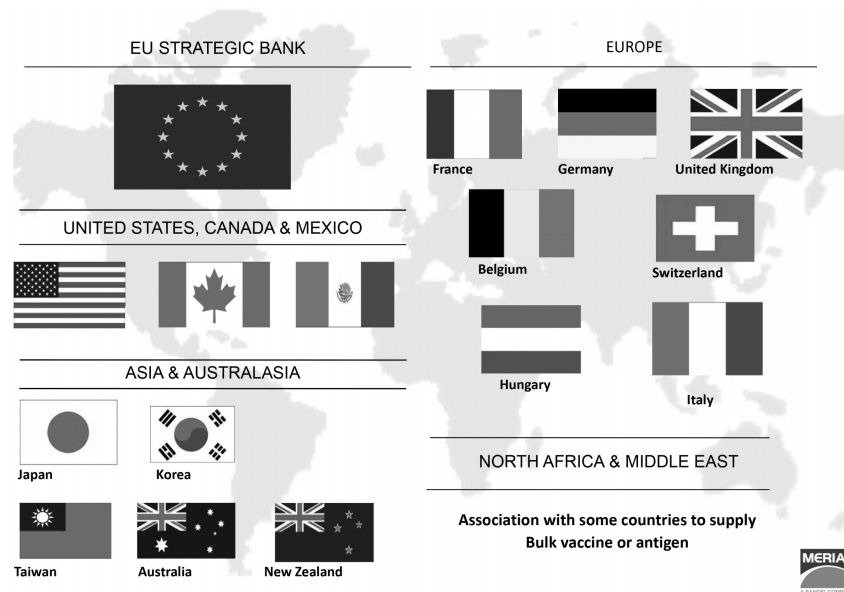 EU STRATEGIC BANK
UNITED STATES, CANADA & MEXICO
ASIA & AUSTRALASIA
Japan
Korea
Taiwan
Australia
New Zealand
EUROPE
France
Germany
United Kingdom
Belgium
Switzerland
Hungary
Italy
NORTH AFRICA & MIDDLE EAST
Association with some countries to supply
Bulk vaccine or antigen
MERIA